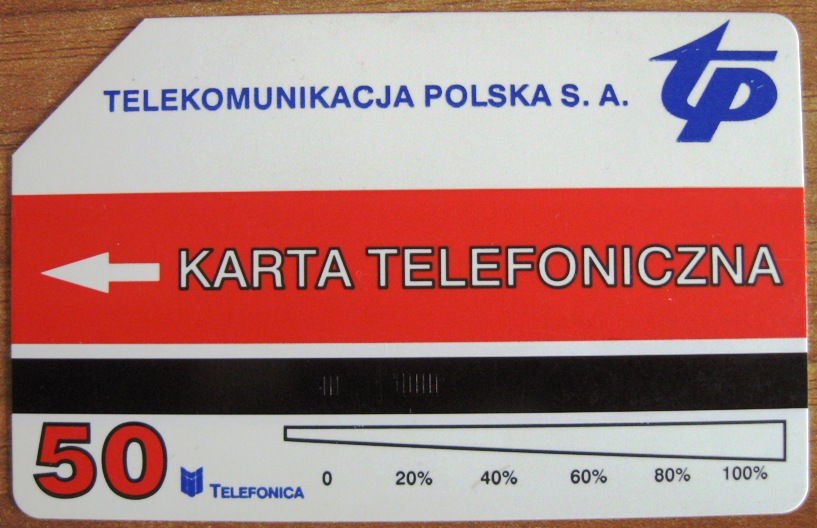 TELEKOMUNIKACJA POLSKA S. A.
tp
KARTA TELEFONICZNA
50
TELEFONICA
0 20% 40% 60% 80% 100%